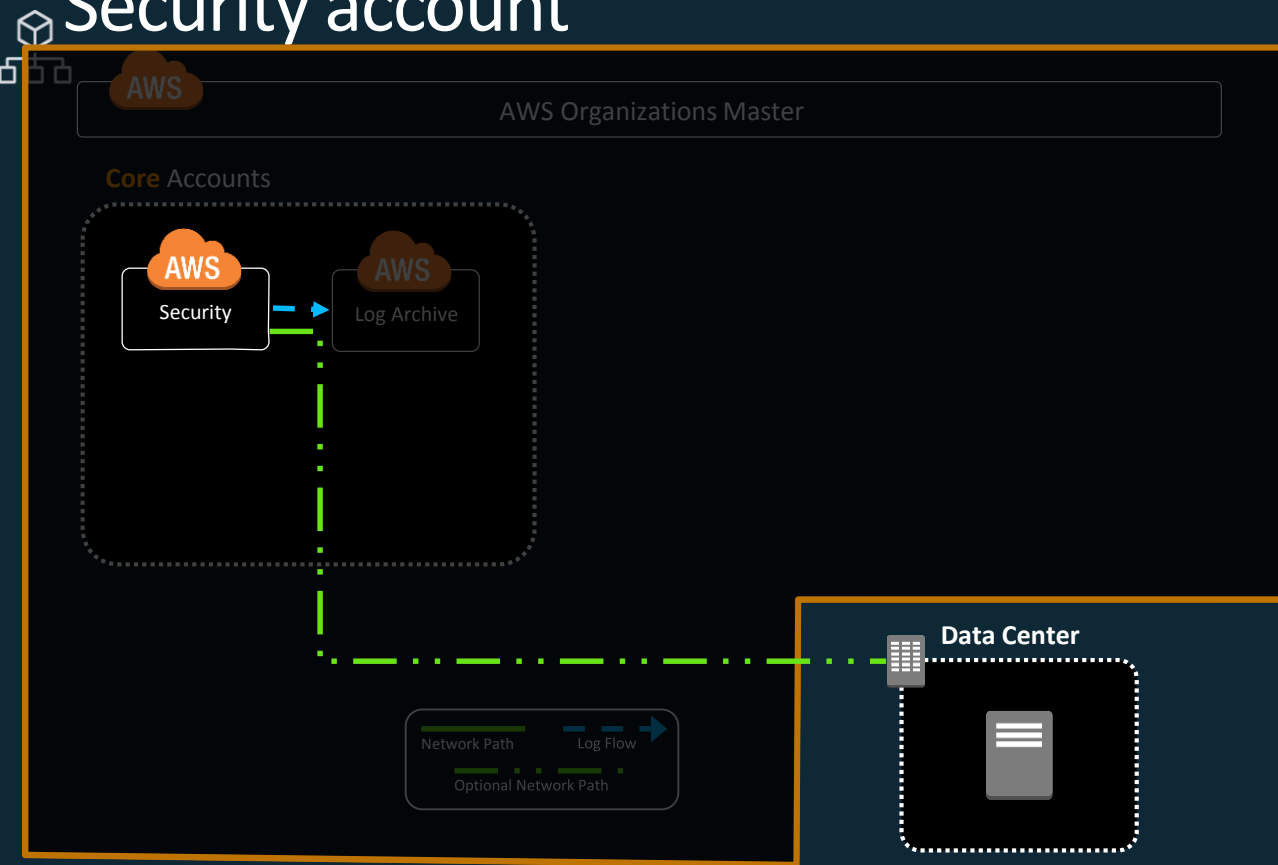 Security account
AWS
AWS Organizations Master
Core Accounts
AWS
Security
AWS
Log Archive
Data Center
Network Path
Log Flow
Optional Network Path